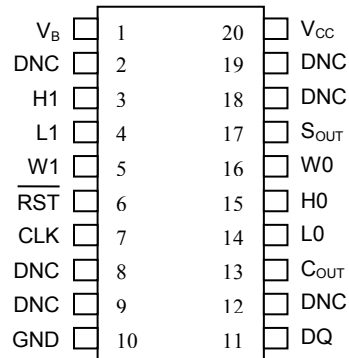 VB 1 20 VCC
DNC 2 19 DNC
H1 3 18 DNC
L1 4 17 SOUT
W1 5 16 W0
RST 6 15 H0
CLK 7 14 L0
DNC 8 13 COUT
DNC 9 12 DNC
GND 10 11 DQ